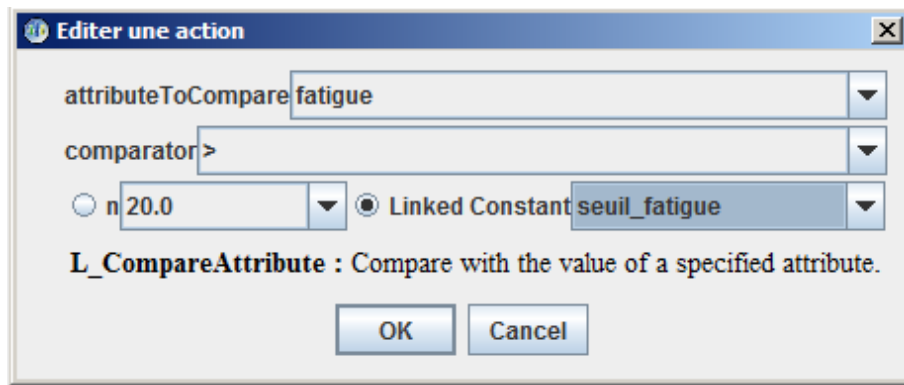 Editer une action
attributeToCompare fatigue
comparator >
n 20.0 Linked Constant seuil_fatigue
L_CompareAttribute : Compare with the value of a specified attribute.
OK Cancel